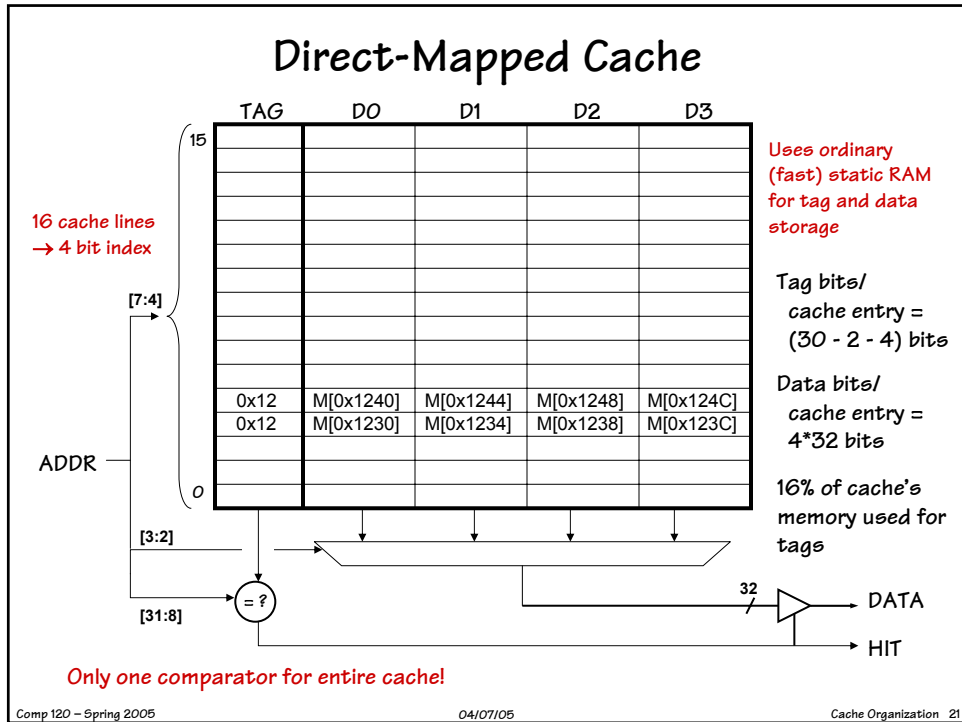 Direct-Mapped Cache
TAG D0 D1 D2 D3
15
Uses ordinary
(fast) static RAM
for tag and data
storage
16 cache lines
→ 4 bit index
[7:4]
Tag bits/
cache entry =
(30 - 2 - 4) bits
Data bits/
cache entry =
4*32 bits
0x12 M[0x1240] M[0x1244] M[0x1248] M[0x124C]
0x12 M[0x1230] M[0x1234] M[0x1238] M[0x123C]
ADDR
0
16% of cache's
memory used for
tags
[3:2]
= ?
[31:8]
32
DATA
HIT
Only one comparator for entire cache!
Comp 120 – Spring 2005 04/07/05 Cache Organization 21